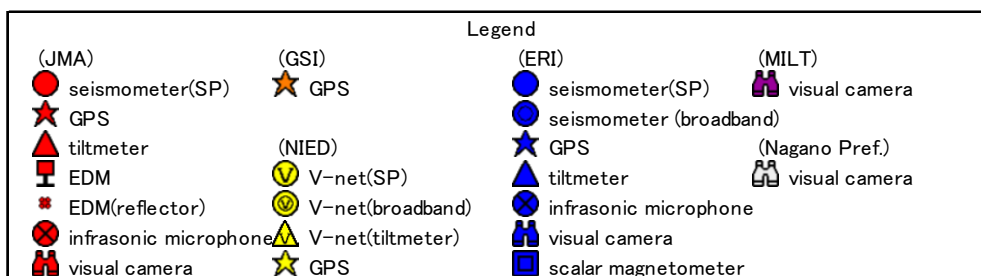 Legend
(JMA)
seismometer(SP)
GPS
tiltmeter
EDM
EDM(reflector)
infrasonic microphone
visual camera
(GSI)
GPS
(NIED)
V-net(SP)
V-net(broadband)
V-net(tiltmeter)
GPS
(ERI)
seismometer(SP)
seismometer (broadband)
GPS
tiltmeter
infrasonic microphone
visual camera
scalar magnetometer
(MILT)
visual camera
(Nagano Pref.)
visual camera